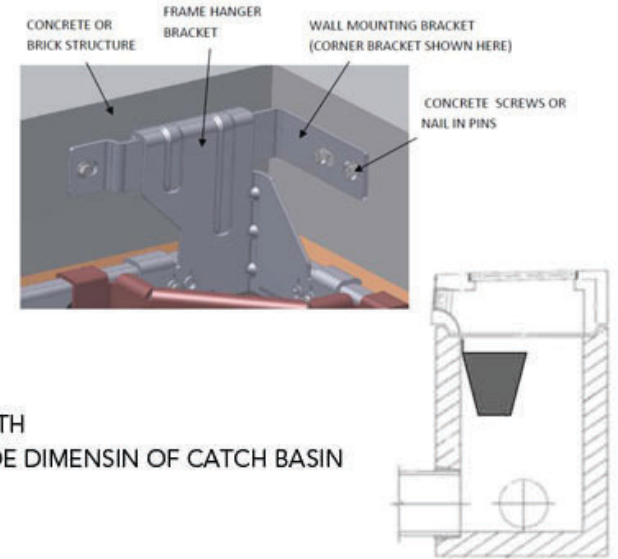 CONCRETE OR
BRICK STRUCTURE
FRAME HANGER
BRACKET
WALL MOUNTING BRACKET
(CORNER BRACKET SHOWN HERE)
CONCRETE SCREWS OR
NAIL IN PINS
TH
DE DIMENSIN OF CATCH BASIN